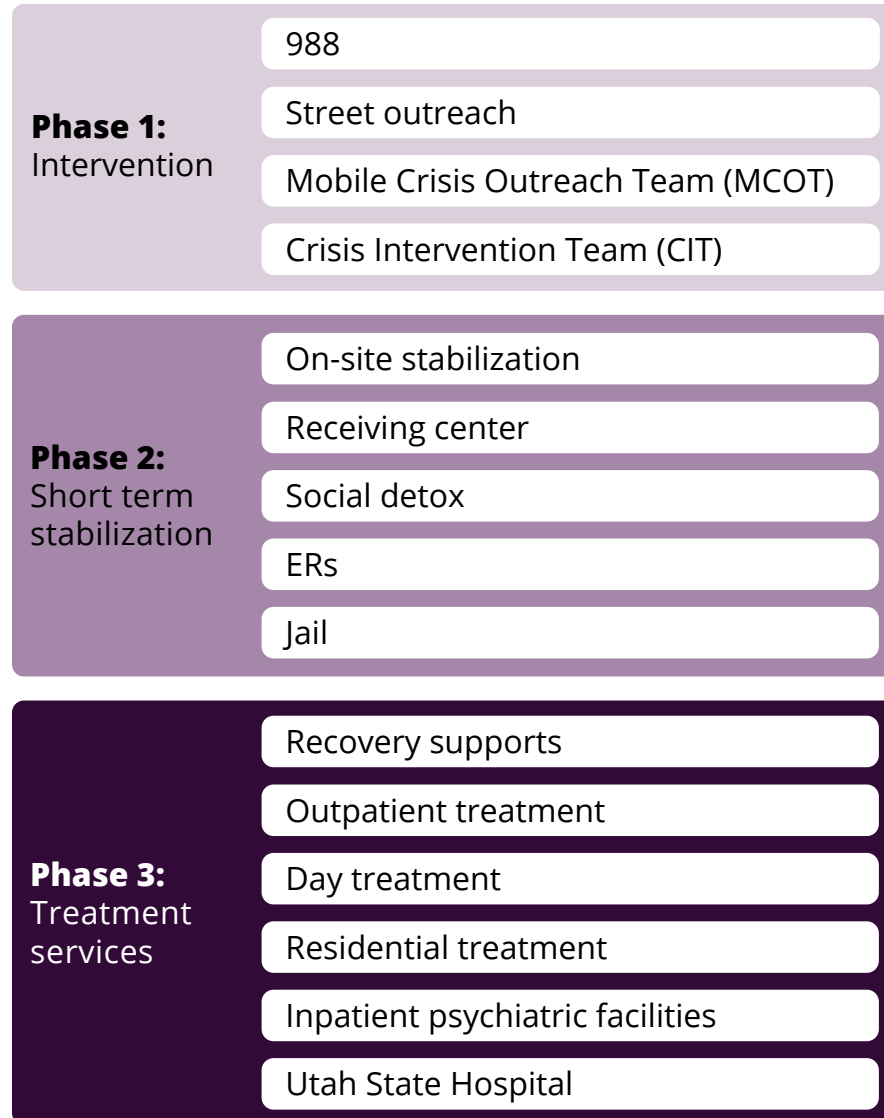 Phase 1:
Intervention
988
Street outreach
Mobile Crisis Outreach Team (MCOT)
Crisis Intervention Team (CIT)
Phase 2:
Short term
stabilization
On-site stabilization
Receiving center
Social detox
ERs
Jail
Phase 3:
Treatment
services
Recovery supports
Outpatient treatment
Day treatment
Residential treatment
Inpatient psychiatric facilities
Utah State Hospital